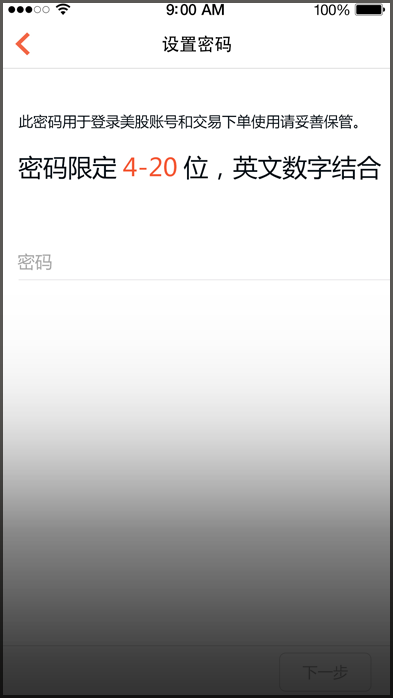 9:00 AM 100%
设置密码
此密码用于登录美股账号和交易下单使用请妥善保管。
密码限定 4-20 位，英文数字结合
密码
下一步